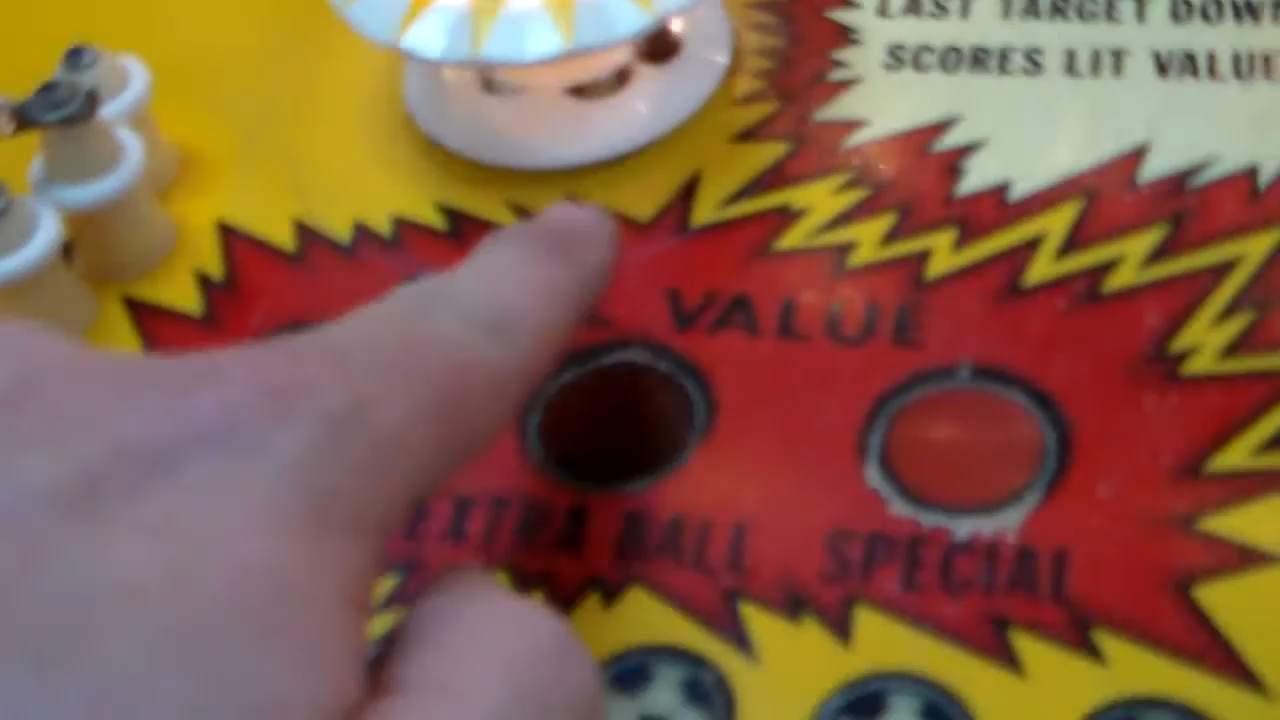 LAST TARGET DOWN
SCORES LIT VALUE
VALUE
EXTRA BALL SPECIAL